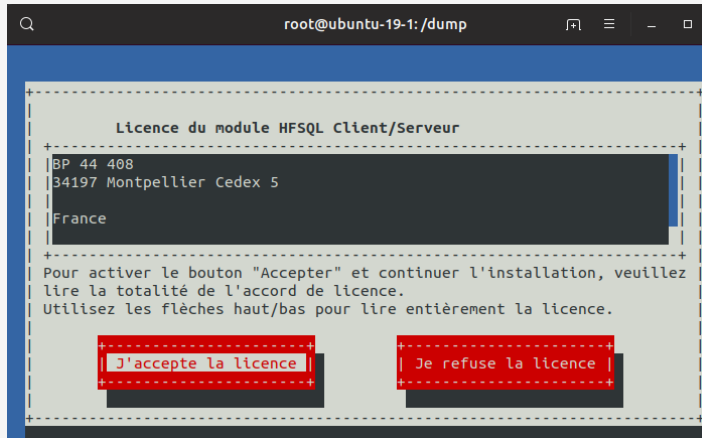 root@ubuntu-19-1: /dump
Licence du module HFSQL Client/Serveur
BP 44 408
34197 Montpellier Cedex 5
France
Pour activer le bouton "Accepter" et continuer l'installation, veuillez
lire la totalité de l'accord de licence.
Utilisez les flèches haut/bas pour lire entièrement la licence.
J'accepte la licence
Je refuse la licence